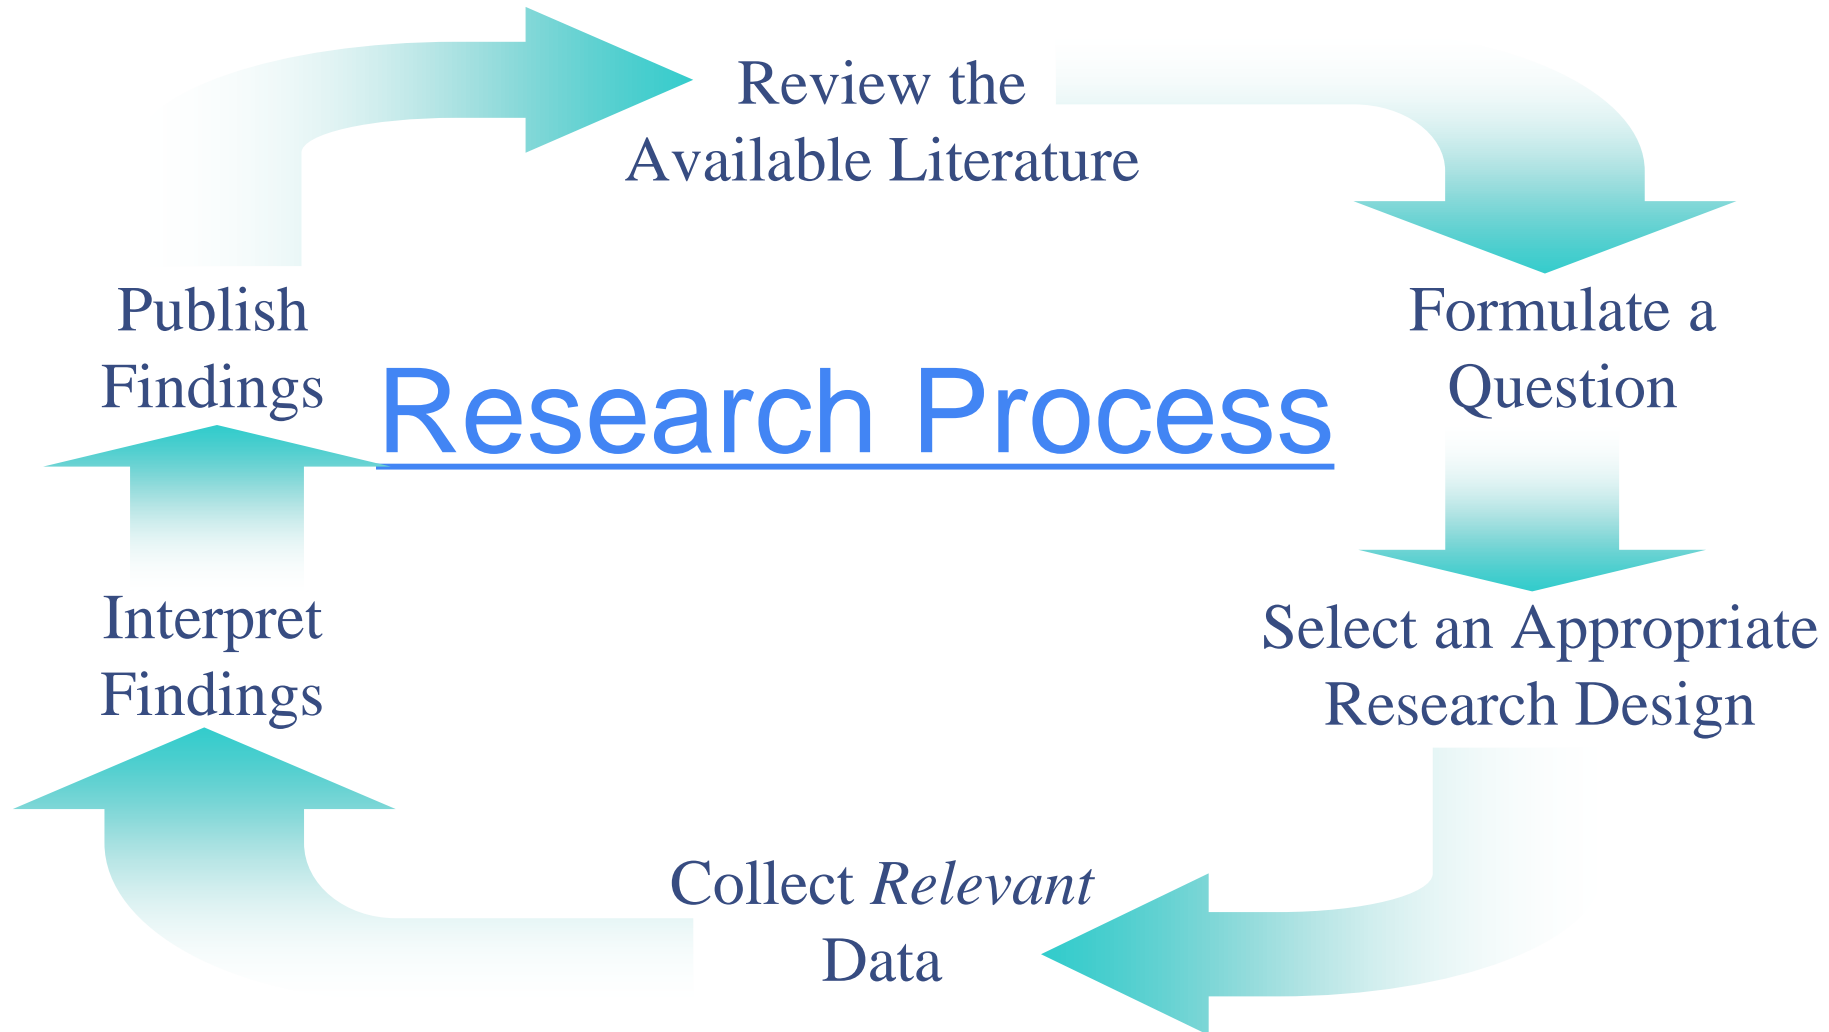 Review the
Available Literature
Formulate a
Question
Select an Appropriate
Research Design
Collect Relevant
Data
Interpret
Findings
Publish
Findings
Research Process